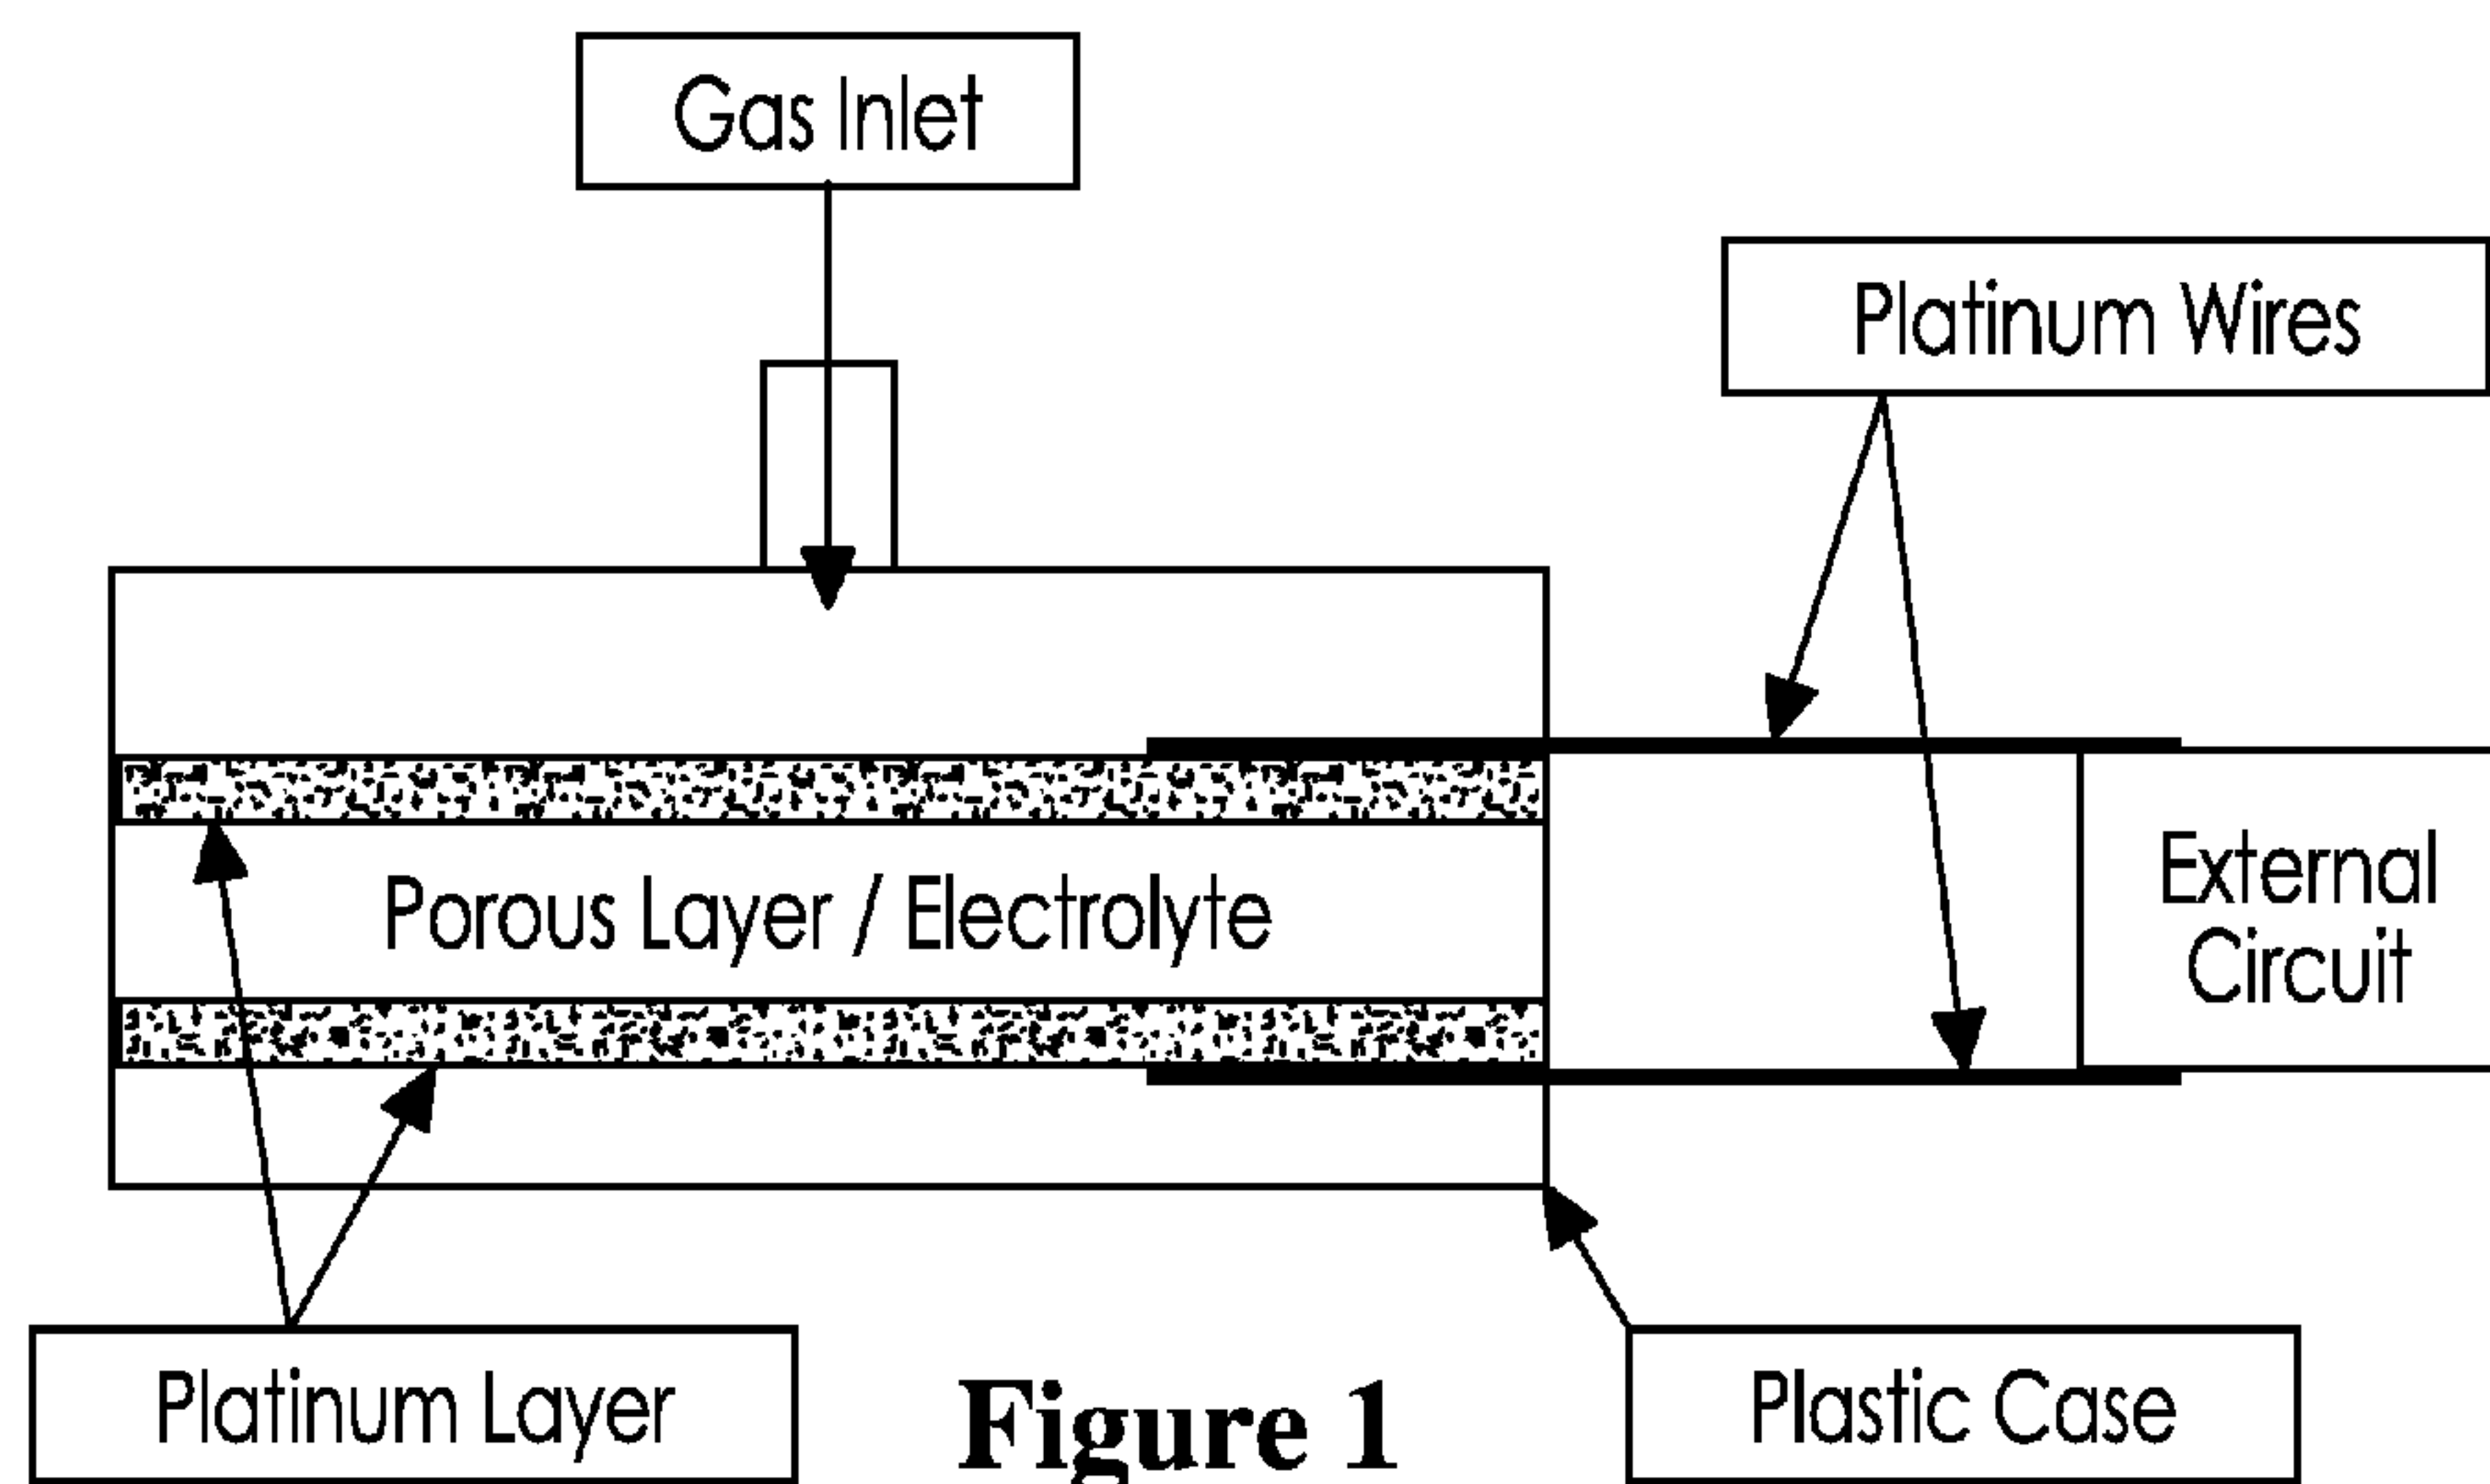 Gas Inlet
Platinum Wires
Porous Layer / Electrolyte
External
Circuit
Platinum Layer
Figure 1
Plastic Case